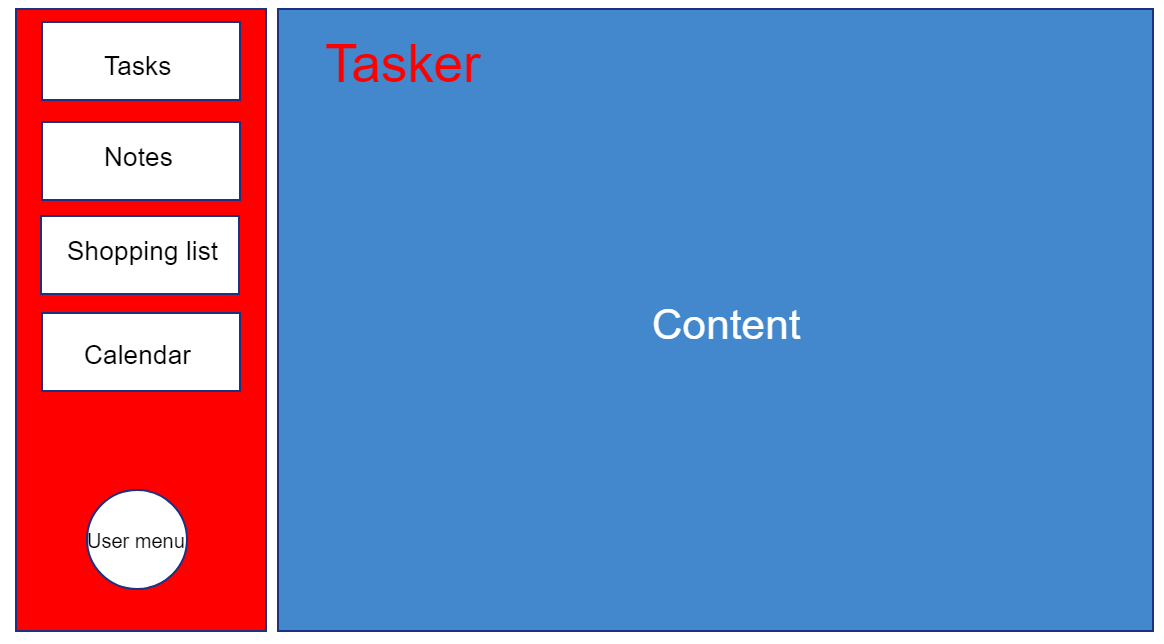 Tasks
Notes
Shopping list
Calendar
User menu
Tasker
Content